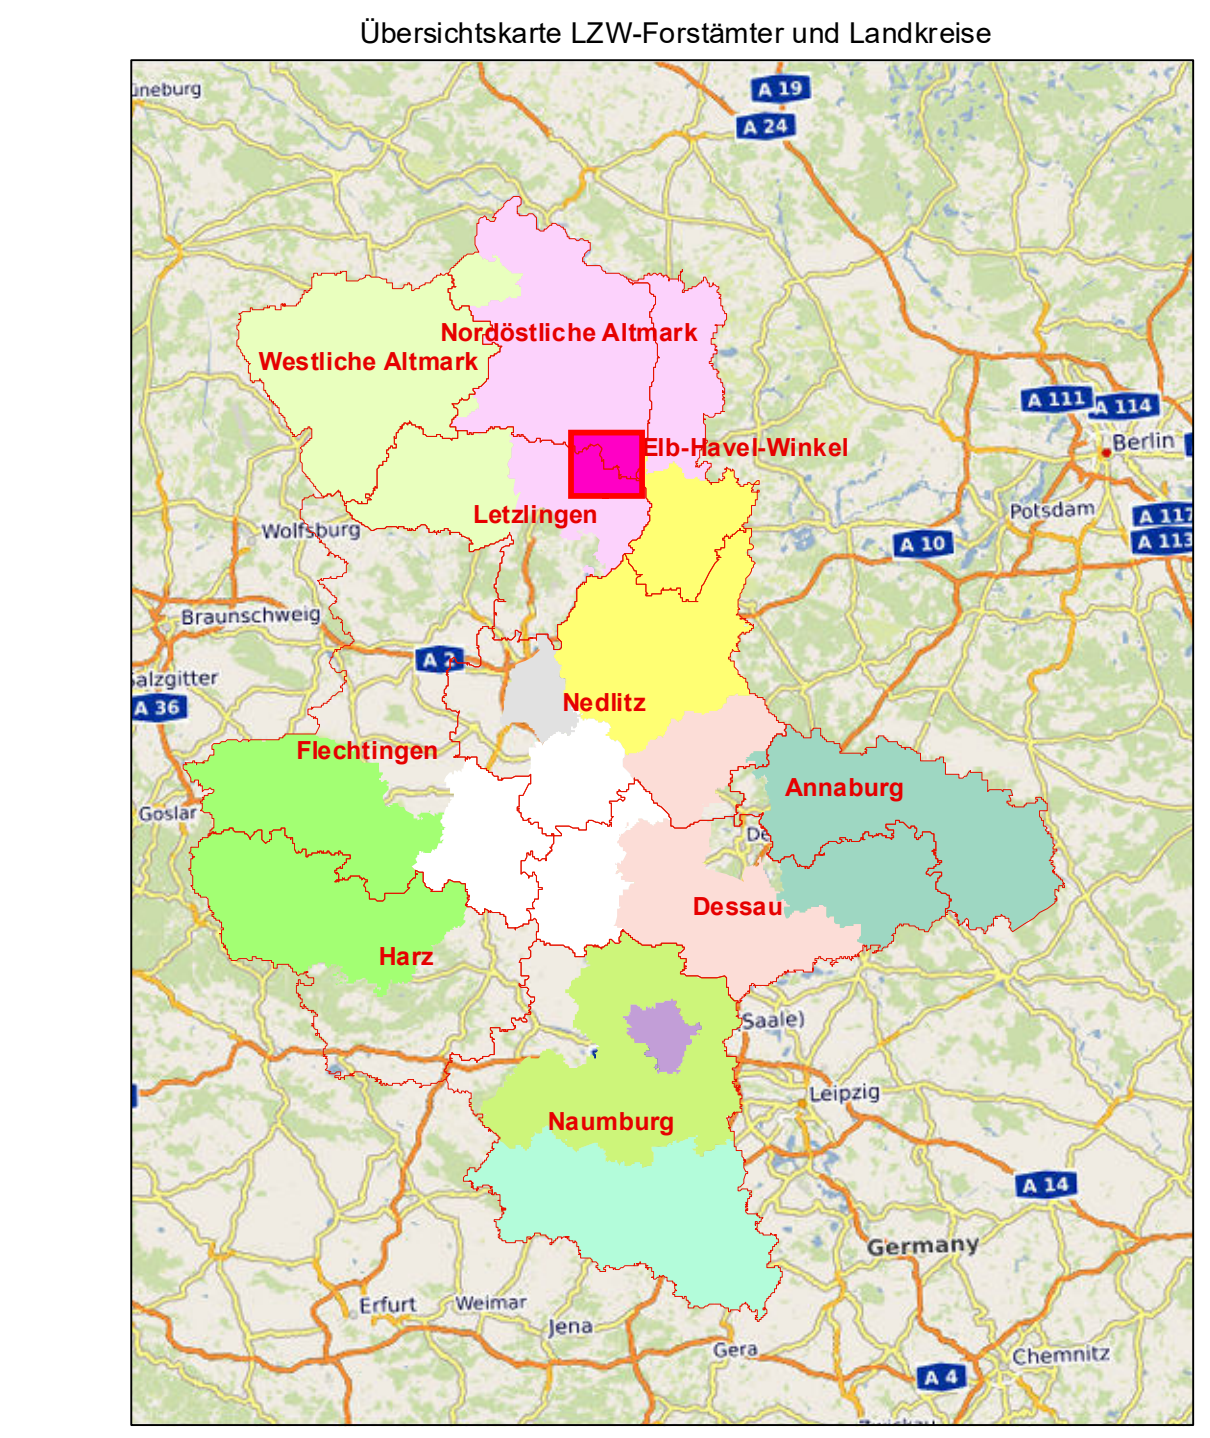 Übersichtskarte LZW-Forstämter und Landkreise
A 19
A 24
Nordöstliche Altmark
Westliche Altmark
A 111
A 114
Berlin
Elb-Havel-Winkel
Letzlingen
Potsdam
A 117
A 113
Wolfsburg
A 10
Braunschweig
A 2
Salzgitter
A 36
Nedlitz
Flechtingen
Annaburg
Goslar
De
Dessau
Harz
Saale)
Leipzig
Naumburg
A 14
Germany
Erfurt
Weimar
Jena
Gera
Chemnitz
A 4